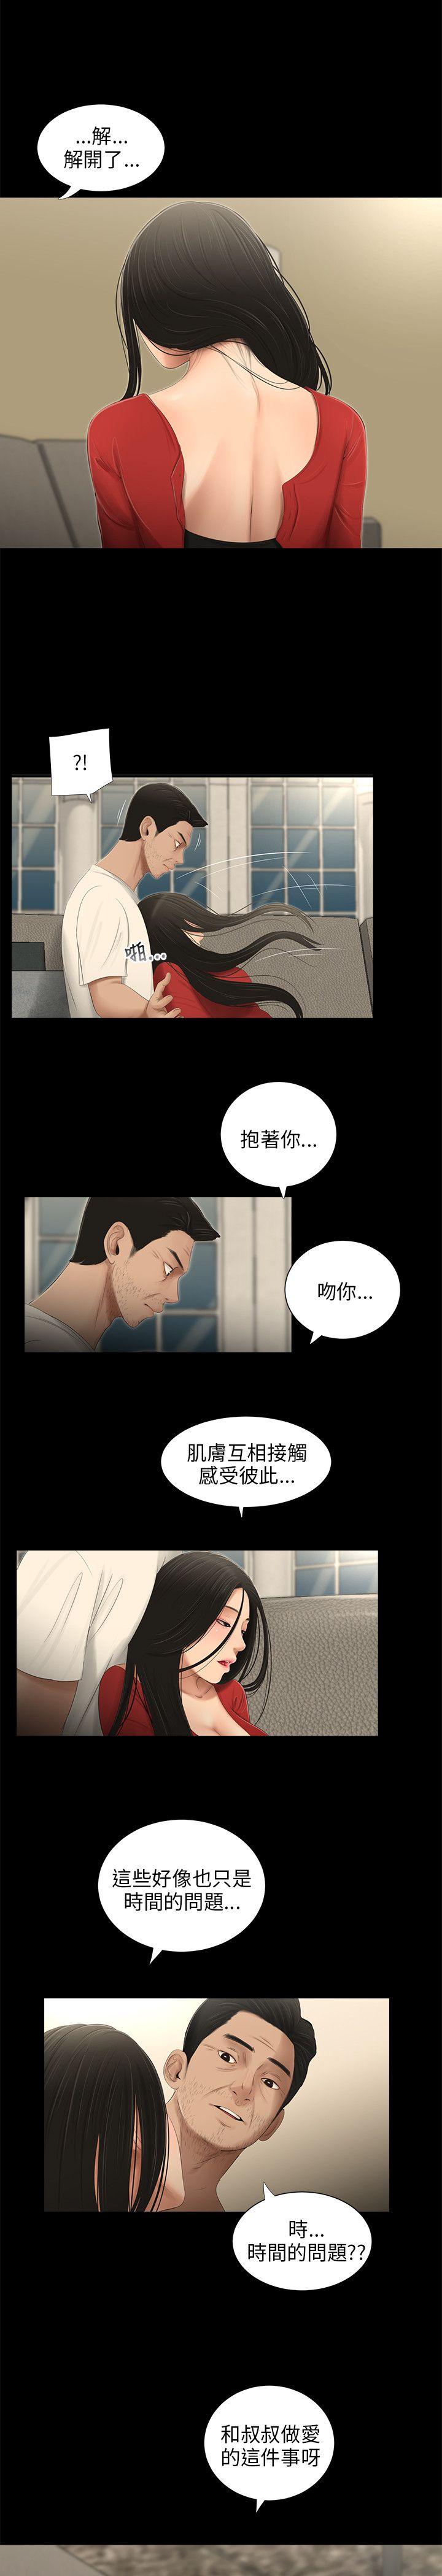 …解…
解開了…
?!
啪…
抱著你…
吻你…
肌膚互相接觸
感受彼此…
這些好像也只是
時間的問題…
時…
時間的問題??
和叔叔做愛
的這件事呀